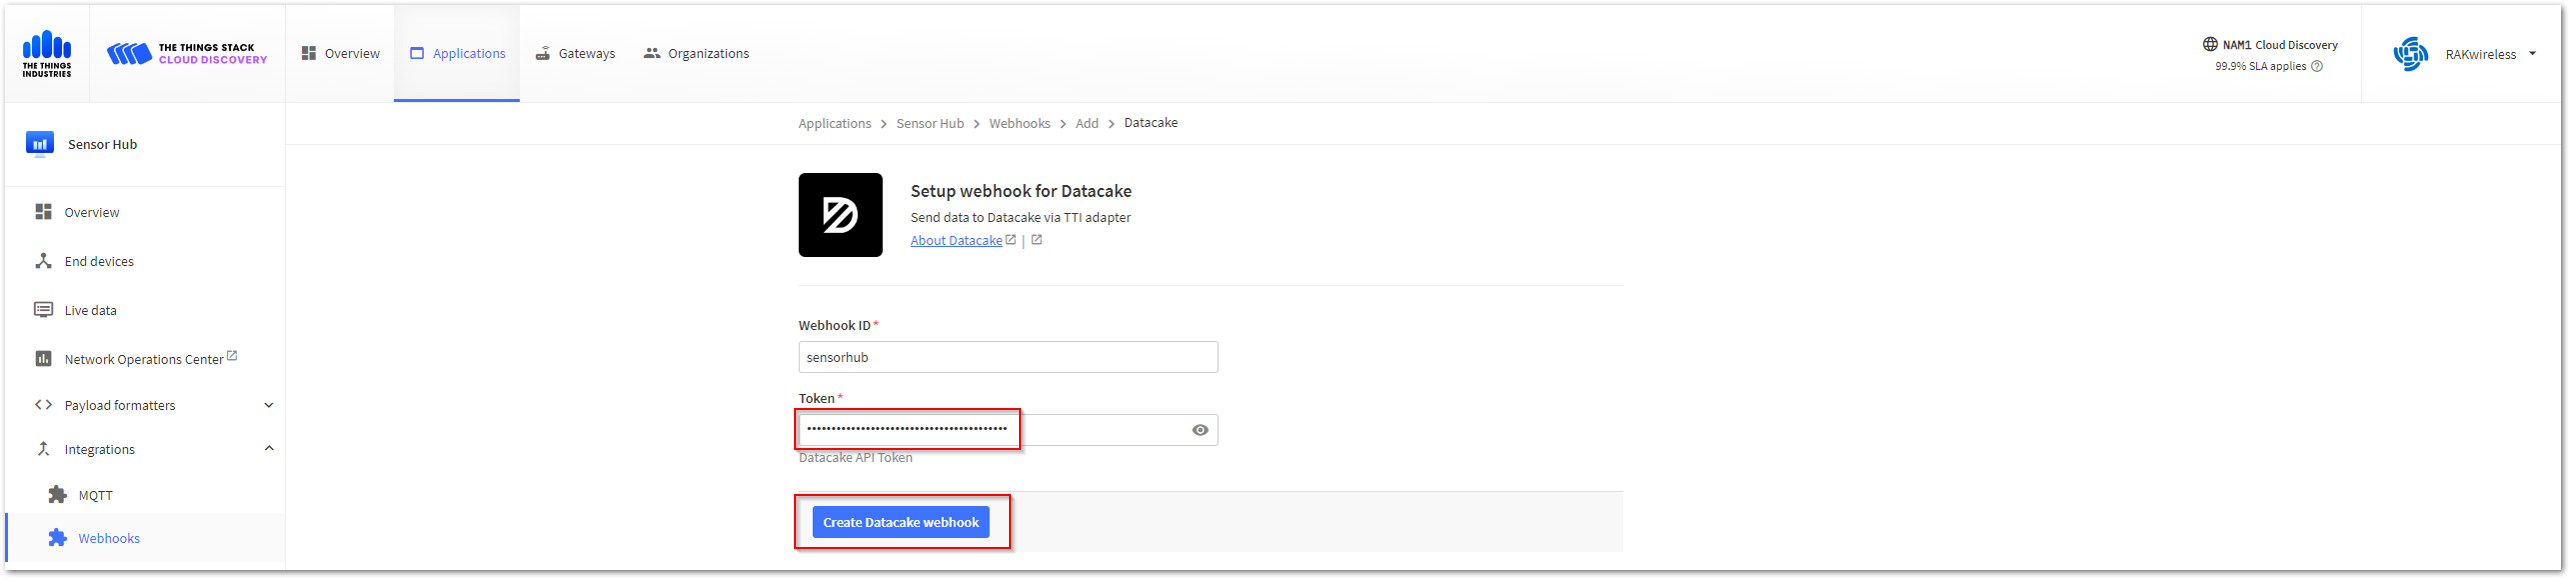 THE THINGS
INDUSTRIES
THE THINGS STACK
CLOUD DISCOVERY
Overview
Applications
Gateways
Organizations
NAM1 Cloud Discovery
99.9% SLA applies
RAKwireless
Sensor Hub
Overview
End devices
Live data
Network Operations Center
Payload formatters
Integrations
MQTT
Webhooks
Applications > Sensor Hub > Webhooks > Add > Datacake
Setup webhook for Datacake
Send data to Datacake via TTI adapter
About Datacake |
Webhook ID *
sensorhub
Token *
•••••••••••••••••••••••••••••••••••••••••
Datacake API Token
Create Datacake webhook